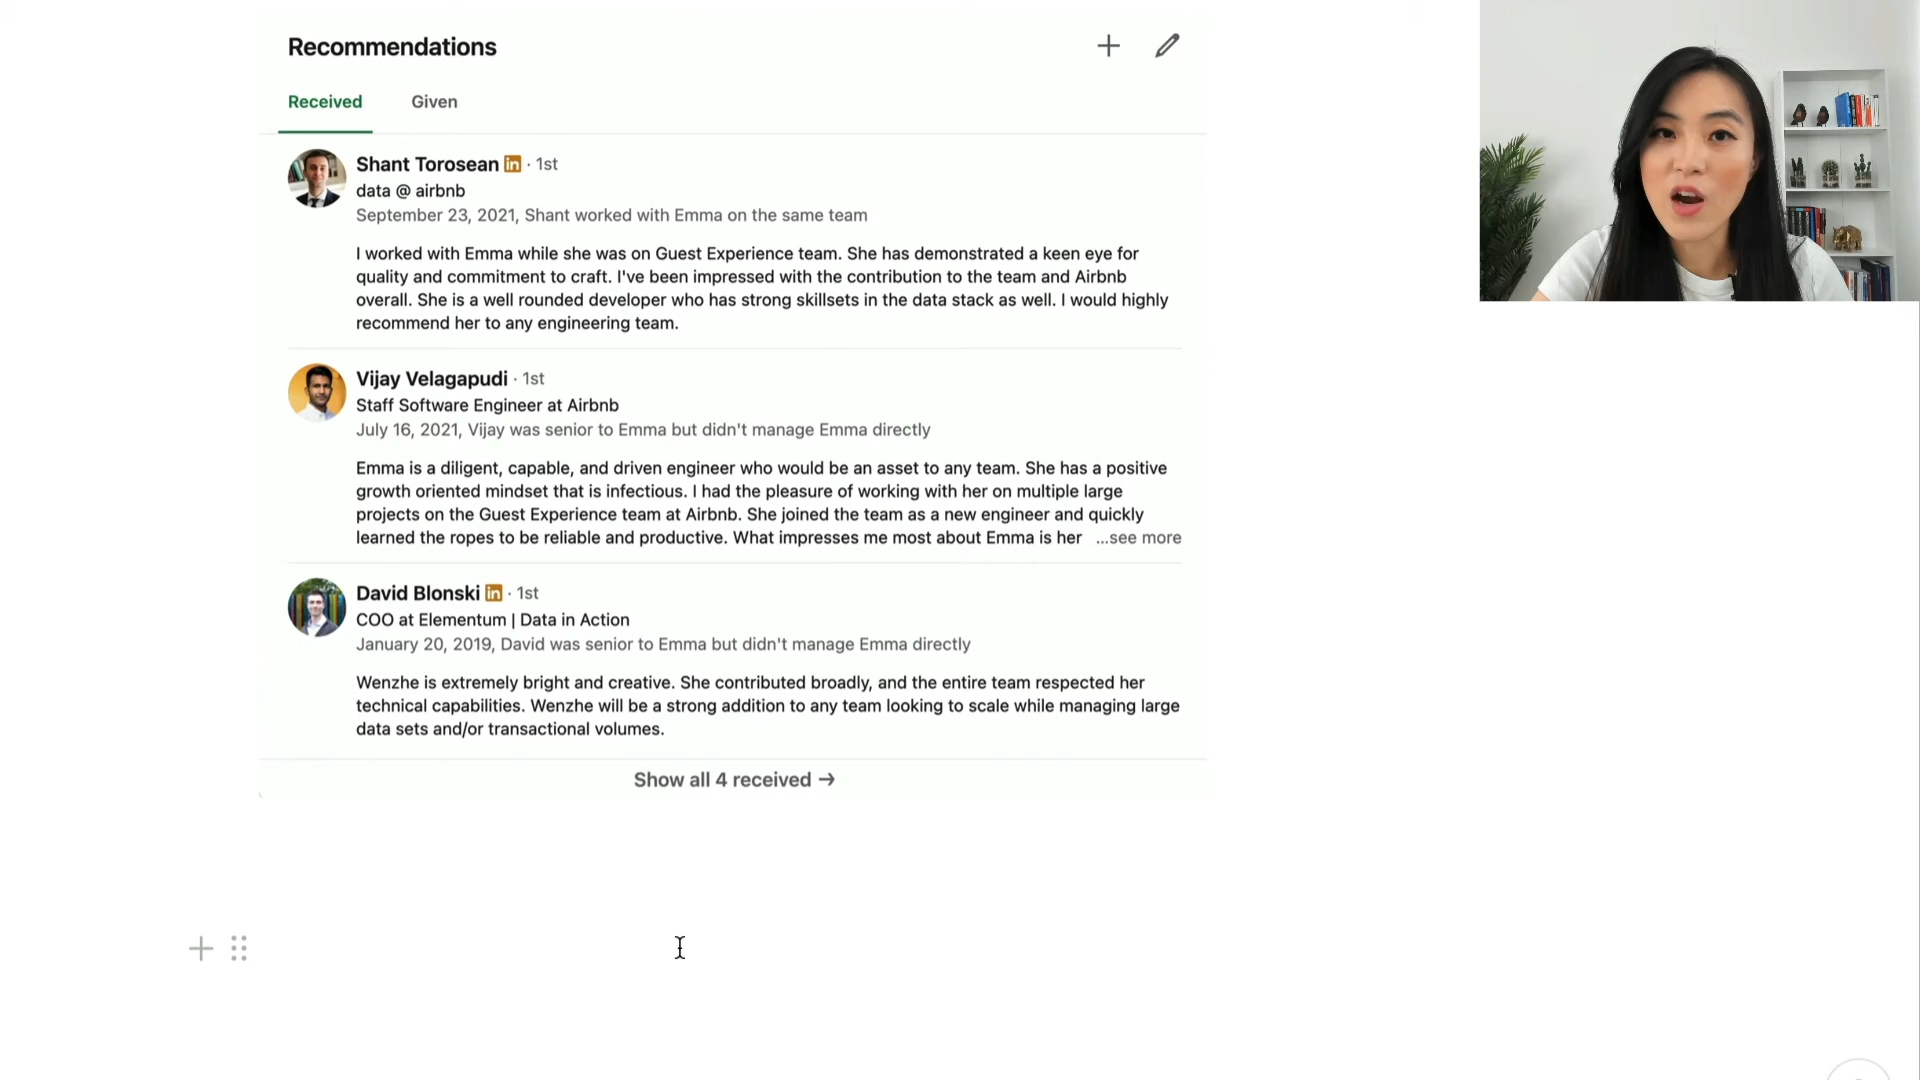 Recommendations
Received Given
Shant Torosean in · 1st
data @ airbnb
September 23, 2021, Shant worked with Emma on the same team
I worked with Emma while she was on Guest Experience team. She has demonstrated a keen eye for
quality and commitment to craft. I've been impressed with the contribution to the team and Airbnb
overall. She is a well rounded developer who has strong skillsets in the data stack as well. I would highly
recommend her to any engineering team.
Vijay Velagapudi · 1st
Staff Software Engineer at Airbnb
July 16, 2021, Vijay was senior to Emma but didn't manage Emma directly
Emma is a diligent, capable, and driven engineer who would be an asset to any team. She has a positive
growth oriented mindset that is infectious. I had the pleasure of working with her on multiple large
projects on the Guest Experience team at Airbnb. She joined the team as a new engineer and quickly
learned the ropes to be reliable and productive. What impresses me most about Emma is her ...see more
David Blonski in · 1st
COO at Elementum | Data in Action
January 20, 2019, David was senior to Emma but didn't manage Emma directly
Wenzhe is extremely bright and creative. She contributed broadly, and the entire team respected her
technical capabilities. Wenzhe will be a strong addition to any team looking to scale while managing large
data sets and/or transactional volumes.
Show all 4 received →